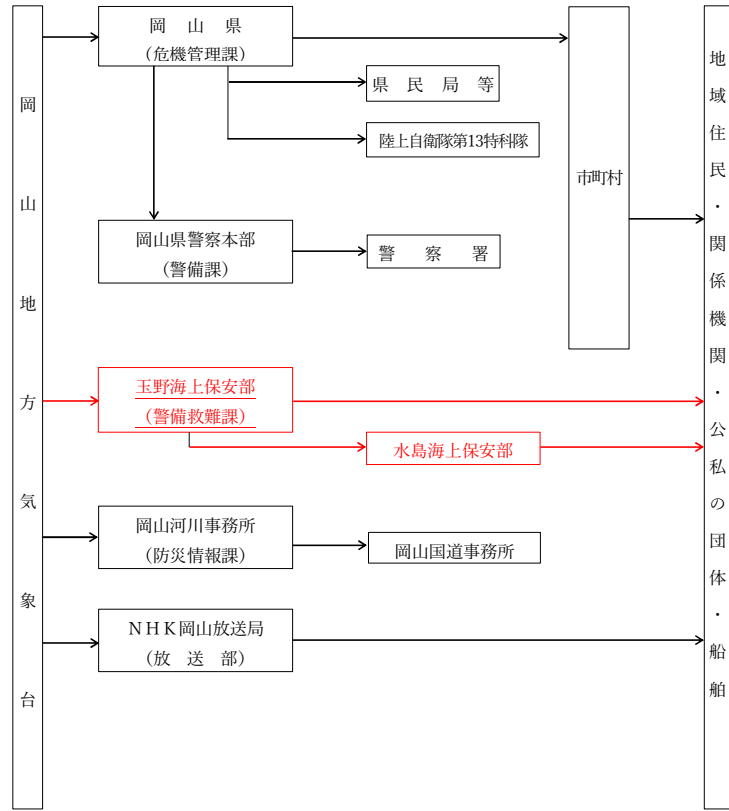 岡山地方気象台
岡山県
（危機管理課）
県民局等
陸上自衛隊第13特科隊
岡山県警察本部
（警備課）
警察署
市町村
玉野海上保安部
（警備救難課）
水島海上保安部
岡山河川事務所
（防災情報課）
岡山国道事務所
ＮＨＫ岡山放送局
（放送部）
地域住民・関係機関・公私の団体・船舶